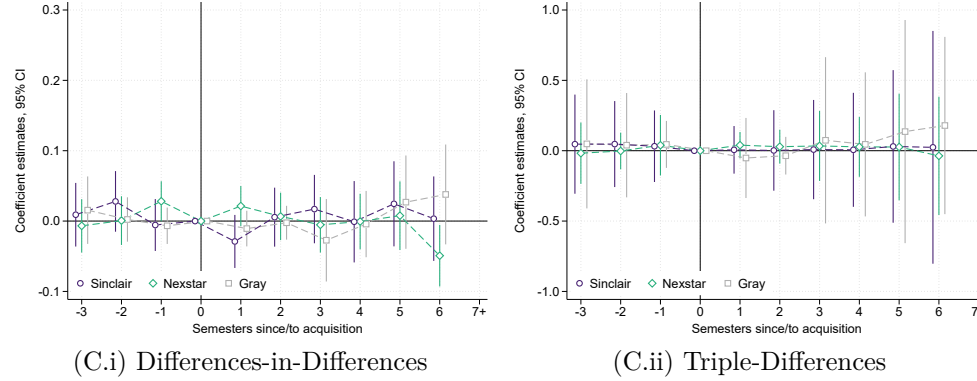 Coefficient estimates, 95% CI
0.3
0.2
0.1
0.0
-0.1
Sinclair Nexstar Gray
-3 -2 -1 0 1 2 3 4 5 6 7+
Semesters since/to acquisition
(C.i) Differences-in-Differences
Coefficient estimates, 95% CI
1.0
0.5
0.0
-0.5
-1.0
Sinclair Nexstar Gray
-3 -2 -1 0 1 2 3 4 5 6 7
Semesters since/to acquisition
(C.ii) Triple-Differences